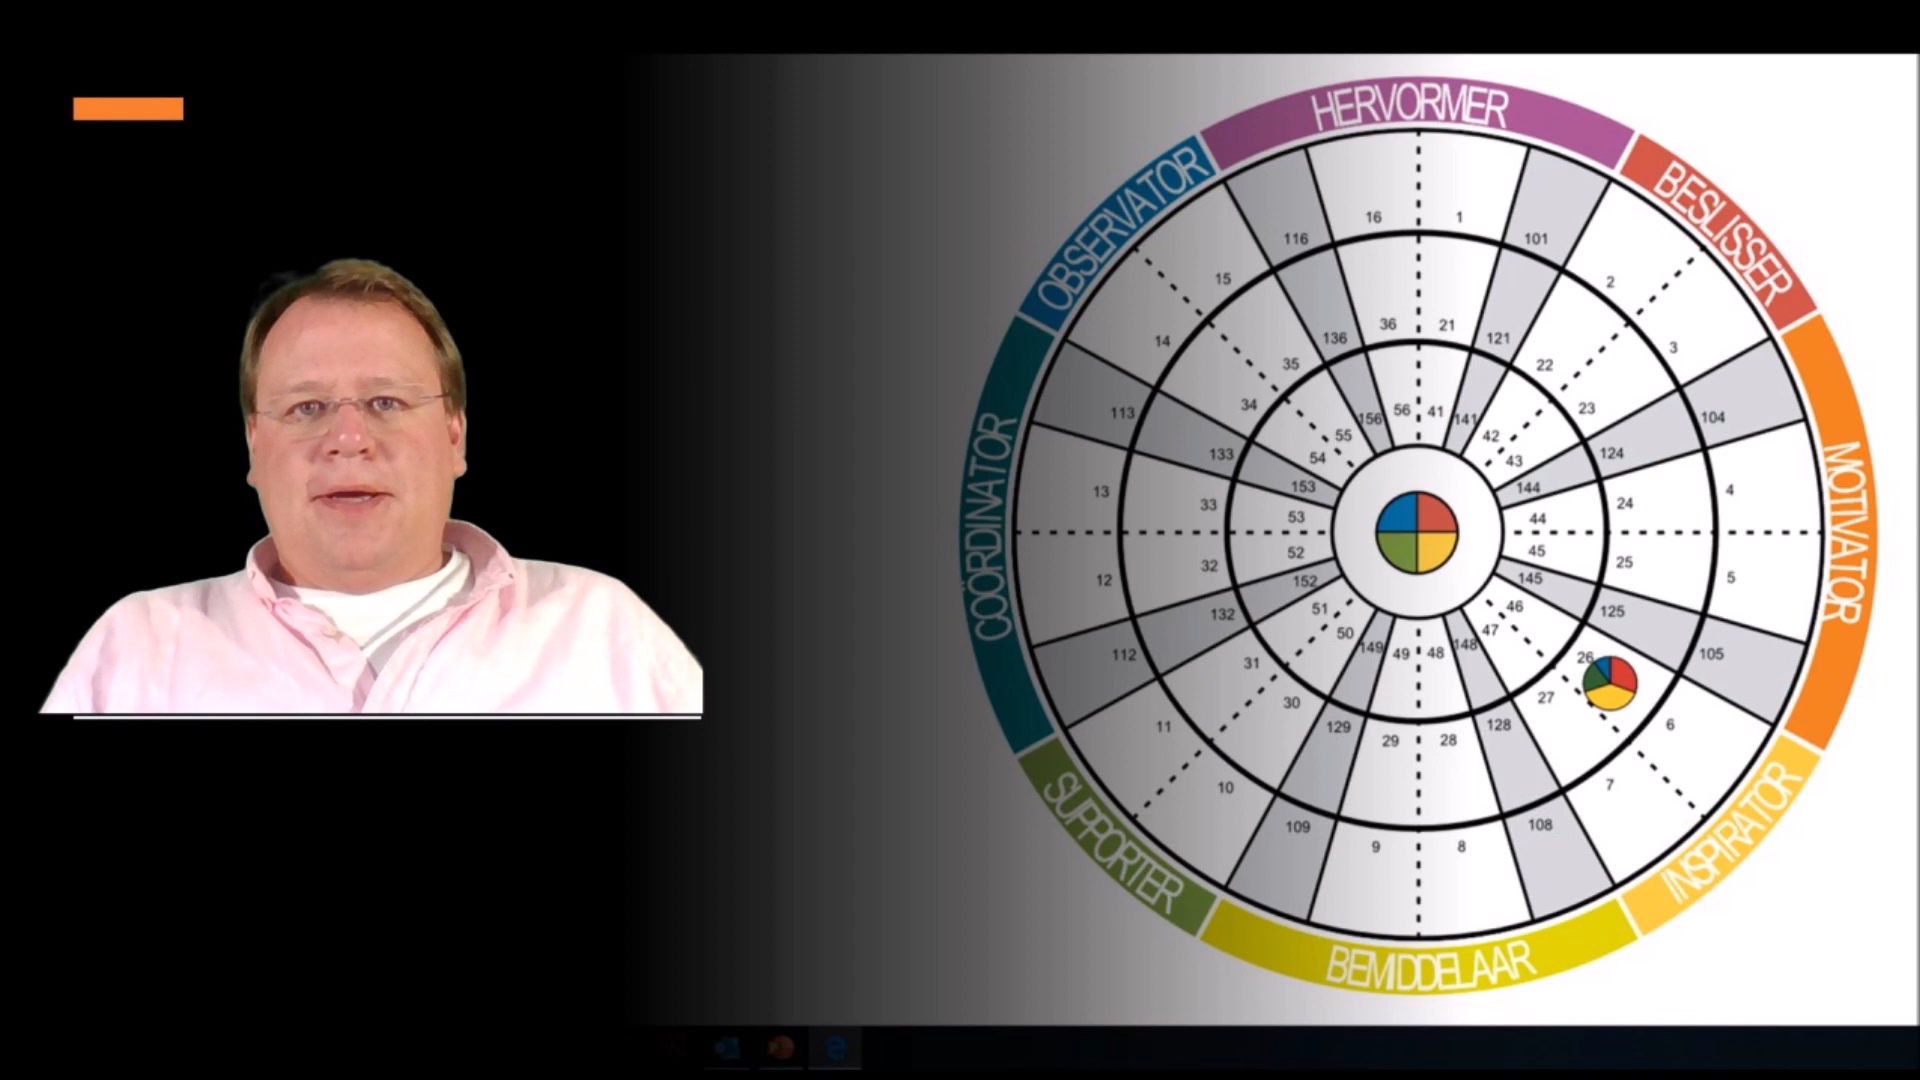 HERVORMER
BESLISSER
OBSERVATOR
MOTIVATOR
COÖRDINATOR
INSPIRATOR
SUPPORTER
BEMIDDELAAR
16 1
116 101
15 2
36 21
136 121
14 3
35 22
34 23
113 104
156 56 41 141
55 42
54 43
133 124
153 144
13 33 24 4
53 44
52 45
12 32 25 5
152 145
51 46
132 125
50 47
149 49 48 148
112 105
31 26
30 27
11 6
129 128
29 28
10 7
109 108
9 8